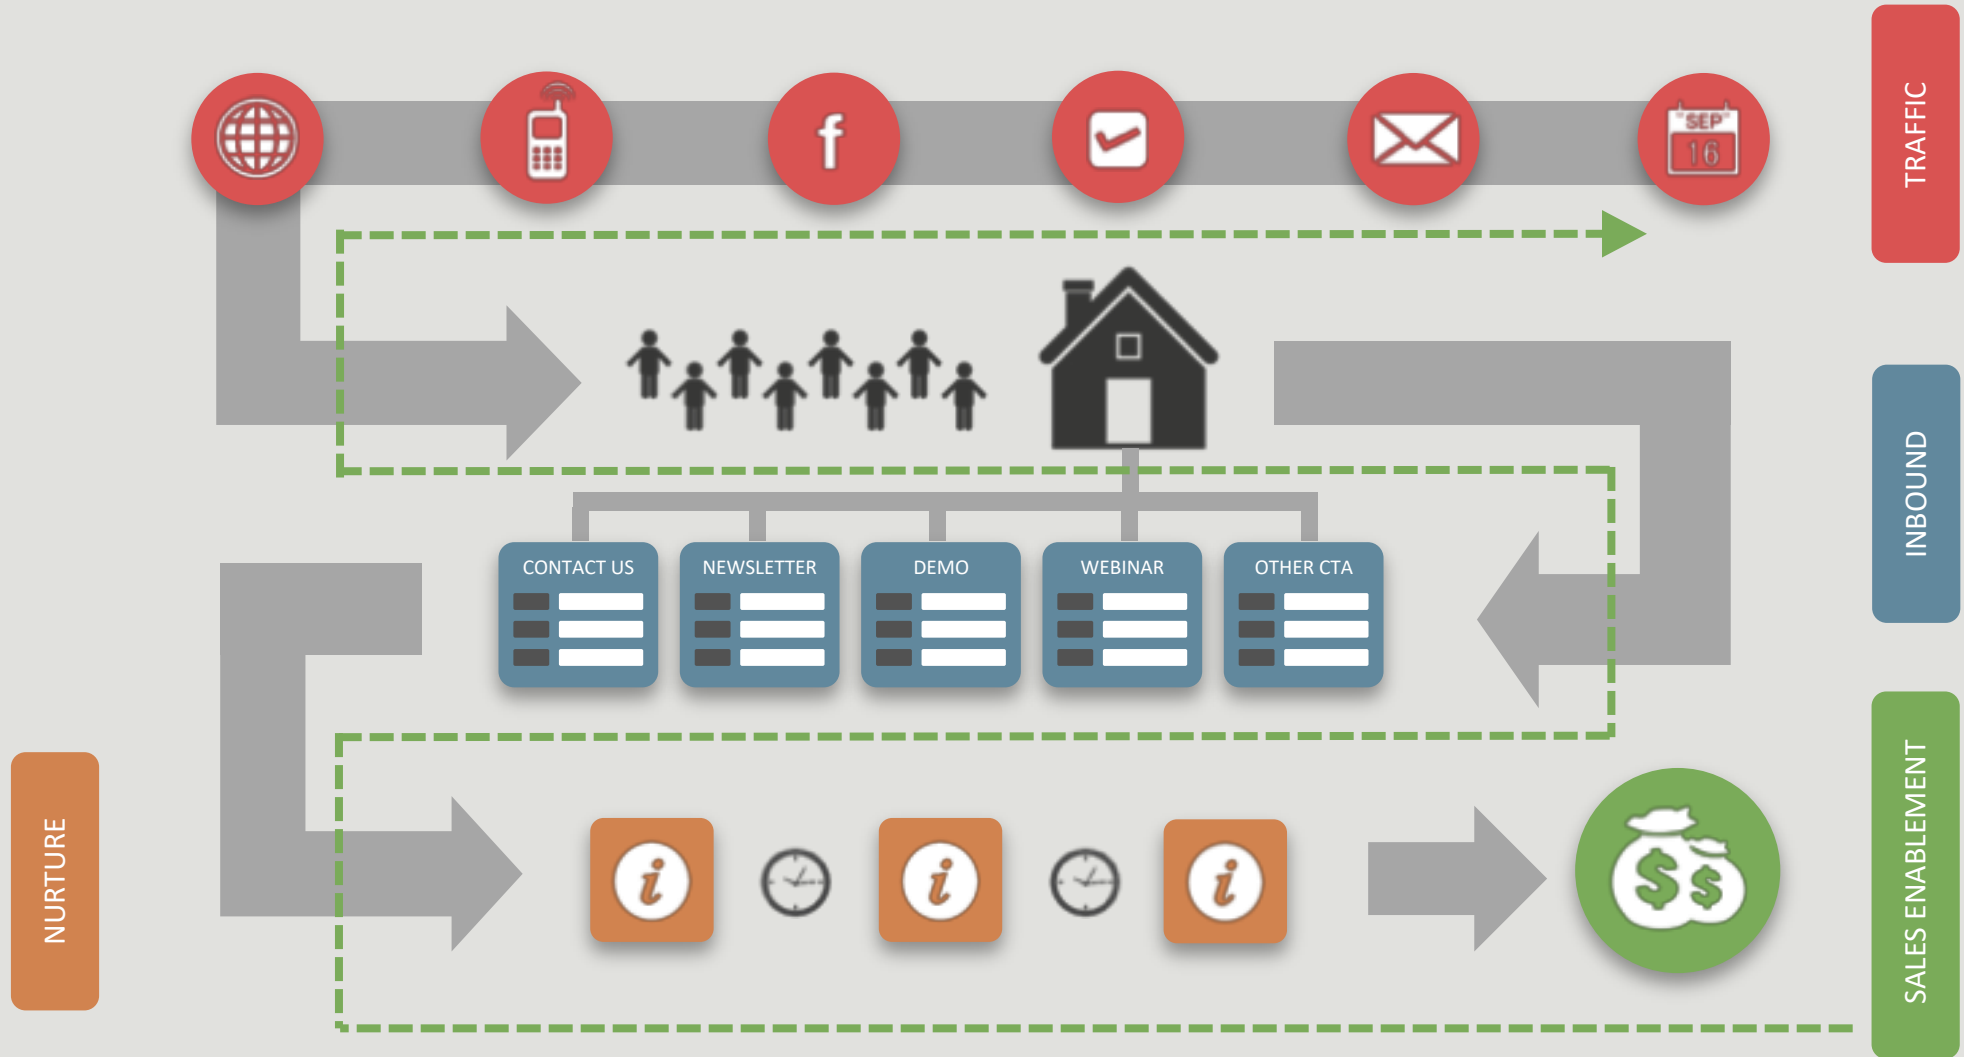 TRAFFIC
f
SEP
16
INBOUND
CONTACT US
NEWSLETTER
DEMO
WEBINAR
OTHER CTA
NURTURE
i
i
i
$ $
SALES ENABLEMENT